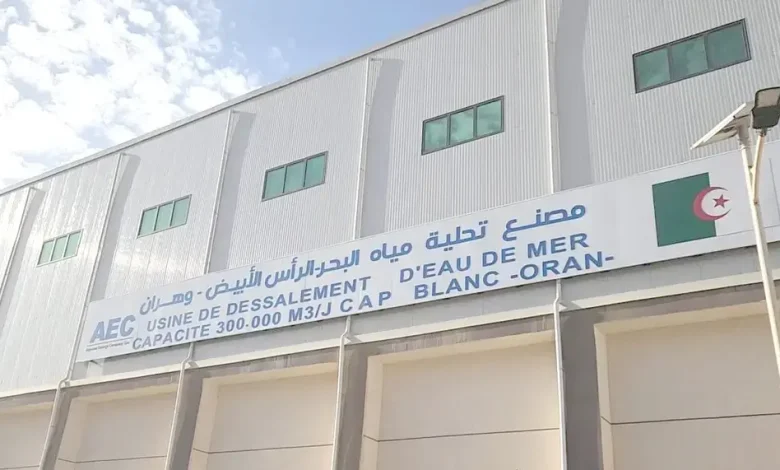 مصنع تحلية مياه البحر-الرأس الأبيض - وهران
USINE DE DESSALEMENT D'EAU DE MER
CAPACITE 300.000 M3/J CAP BLANC -ORAN-
AEC